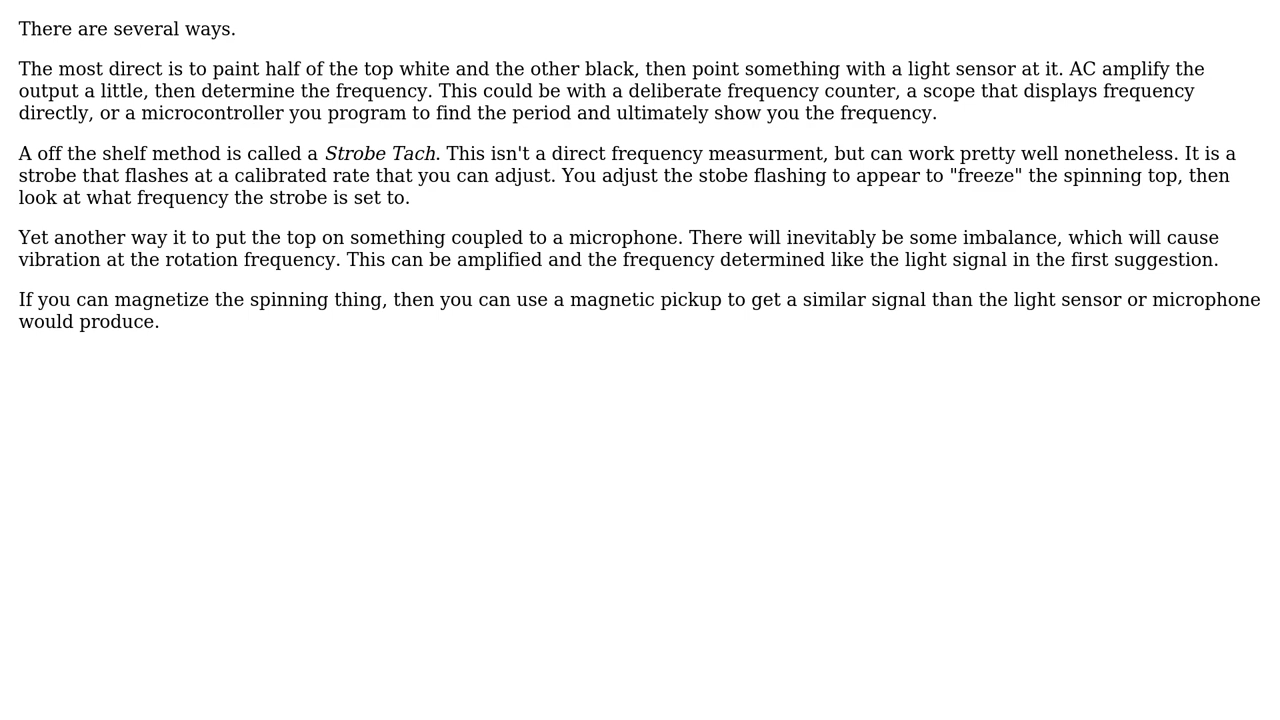 There are several ways.
The most direct is to paint half of the top white and the other black, then point something with a light sensor at it. AC amplify the
output a little, then determine the frequency. This could be with a deliberate frequency counter, a scope that displays frequency
directly, or a microcontroller you program to find the period and ultimately show you the frequency.
A off the shelf method is called a Strobe Tach. This isn't a direct frequency measurment, but can work pretty well nonetheless. It is a
strobe that flashes at a calibrated rate that you can adjust. You adjust the stobe flashing to appear to "freeze" the spinning top, then
look at what frequency the strobe is set to.
Yet another way it to put the top on something coupled to a microphone. There will inevitably be some imbalance, which will cause
vibration at the rotation frequency. This can be amplified and the frequency determined like the light signal in the first suggestion.
If you can magnetize the spinning thing, then you can use a magnetic pickup to get a similar signal than the light sensor or microphone
would produce.